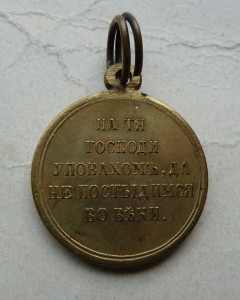 НА ТЯ
ГОСПОДИ
УПОВАХОМЪ, ДА
НЕ ПОСТЫДИМСЯ
ВО ВѢКИ.